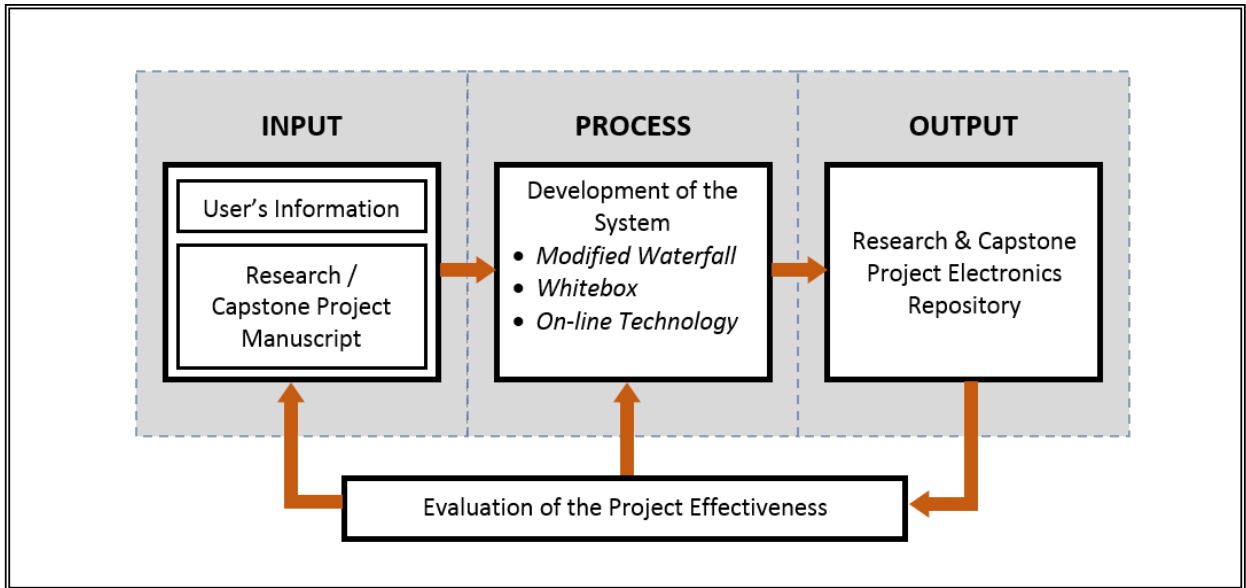 INPUT
User’s Information
Research /
Capstone Project
Manuscript
PROCESS
Development of the
System
• Modified Waterfall
• Whitebox
• On-line Technology
OUTPUT
Research & Capstone
Project Electronics
Repository
Evaluation of the Project Effectiveness